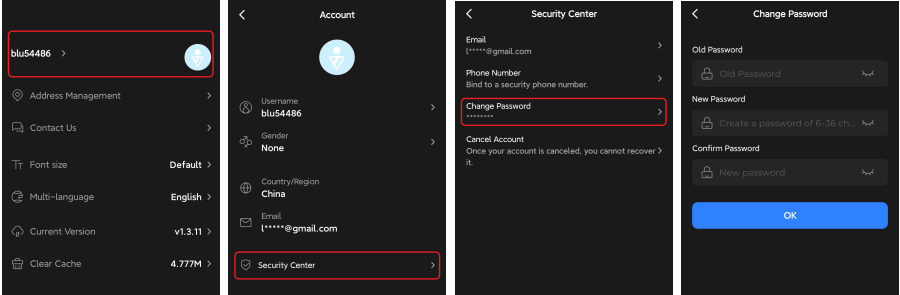 blu54486
Address Management
Contact Us
Font size
Default
Multi-language
English
Current Version
v1.3.11
Clear Cache
4.777M
Account
Username
blu54486
Gender
None
Country/Region
China
Email
l*****@gmail.com
Security Center
Security Center
Email
l*****@gmail.com
Phone Number
Bind to a security phone number.
Change Password
********
Cancel Account
Once your account is canceled, you cannot recover
it.
Change Password
Old Password
Old Password
New Password
Create a password of 6–36 ch...
Confirm Password
New password
OK